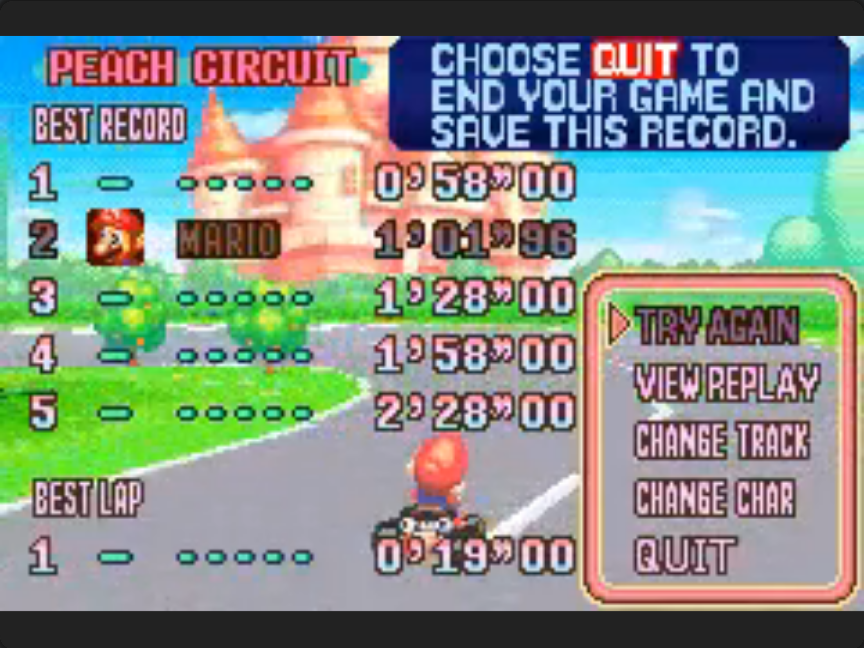 PEACH CIRCUIT
CHOOSE QUIT TO
END YOUR GAME AND
SAVE THIS RECORD.
BEST RECORD
1 - ----- 0'58"00
2 MARIO 1'01"96
3 - ----- 1'28"00
4 - ----- 1'58"00
5 - ----- 2'28"00
BEST LAP
1 - ----- 0'19"00
TRY AGAIN
VIEW REPLAY
CHANGE TRACK
CHANGE CHAR
QUIT